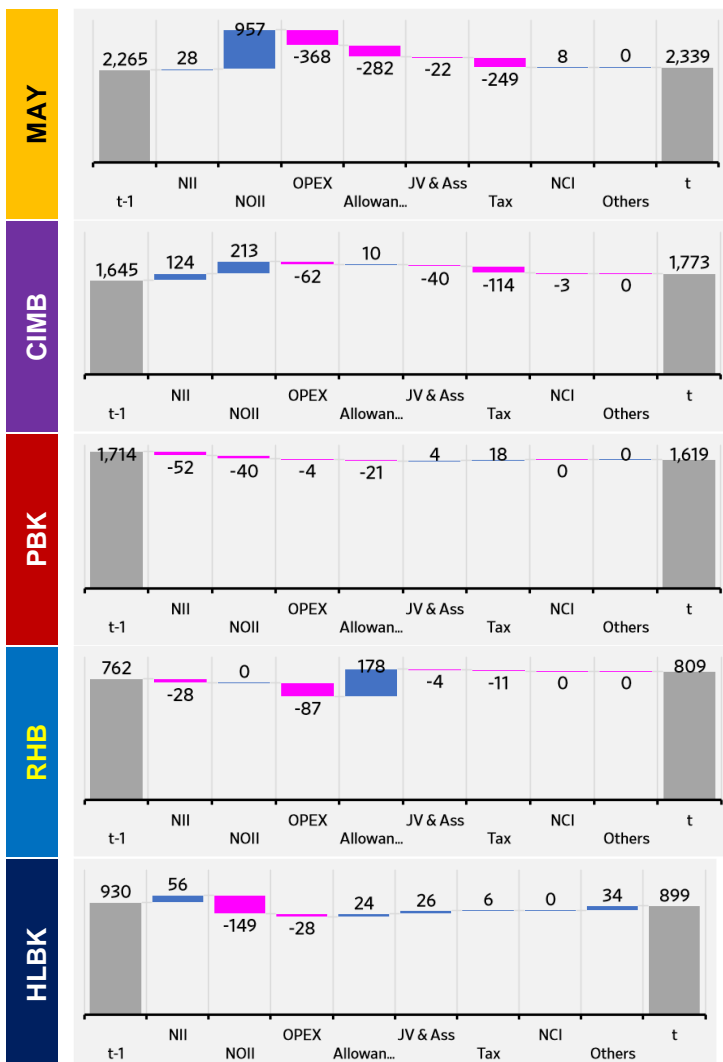 MAY
957
2,265 28 -368 -282 -22 -249 8 0 2,339
NII OPEX JV & Ass NCI t
t-1 NOII Allowan... Tax Others
CIMB
1,645 124 213 -62 10 -40 -114 -3 0 1,773
NII OPEX JV & Ass NCI t
t-1 NOII Allowan... Tax Others
PBK
1,714 -52 -40 -4 -21 4 18 0 0 1,619
NII OPEX JV & Ass NCI t
t-1 NOII Allowan... Tax Others
RHB
762 -28 0 -87 178 -4 -11 0 0 809
NII OPEX JV & Ass NCI t
t-1 NOII Allowan... Tax Others
HLBK
930 56 -149 -28 24 26 6 0 34 899
NII OPEX JV & Ass NCI t
t-1 NOII Allowan... Tax Others